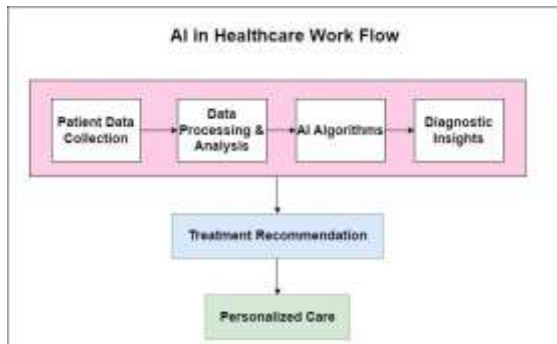 AI in Healthcare Work Flow
Patient Data
Collection
Data
Processing &
Analysis
AI Algorithms
Diagnostic
Insights
Treatment Recommendation
Personalized Care